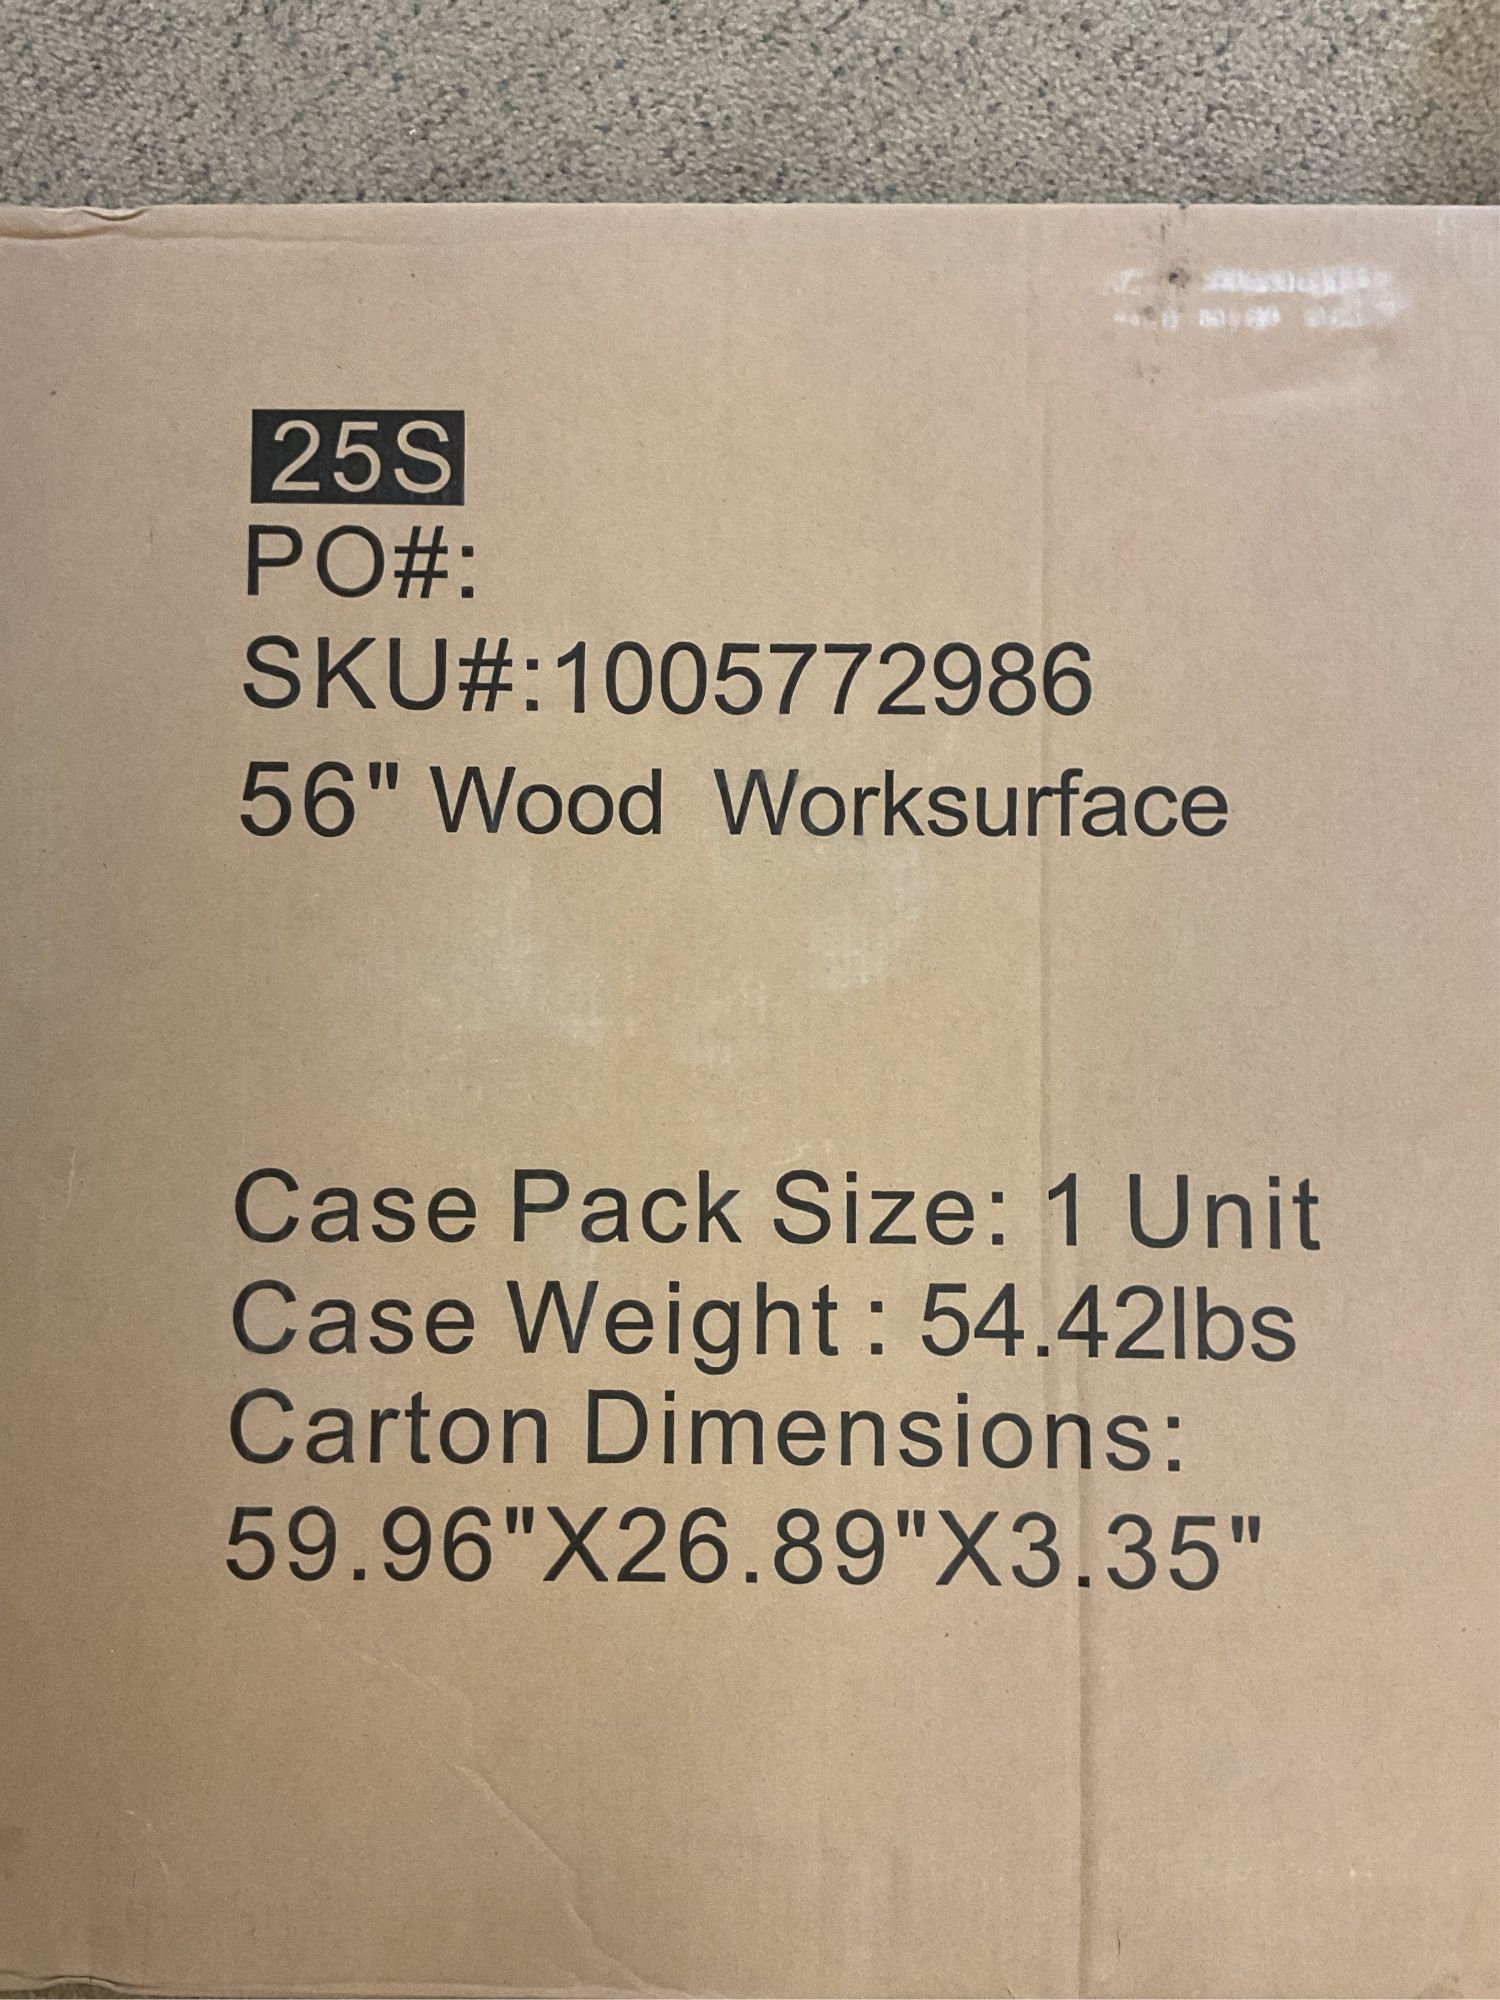 25S
PO#:
SKU#:1005772986
56" Wood Worksurface
Case Pack Size: 1 Unit
Case Weight : 54.42lbs
Carton Dimensions:
59.96"X26.89"X3.35"